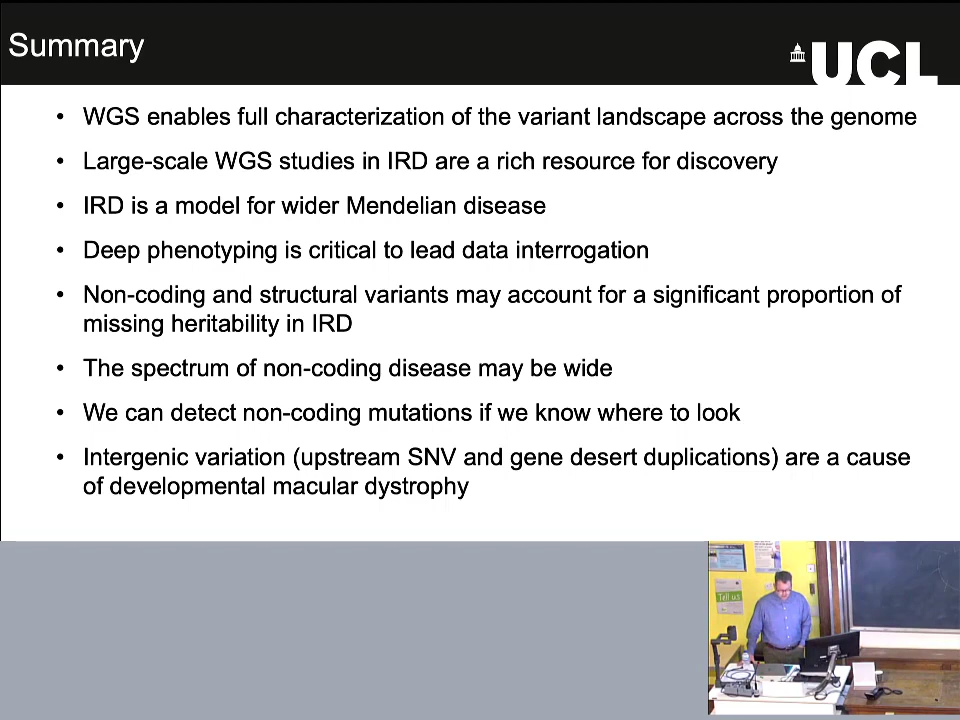 Summary
UCL
• WGS enables full characterization of the variant landscape across the genome
• Large-scale WGS studies in IRD are a rich resource for discovery
• IRD is a model for wider Mendelian disease
• Deep phenotyping is critical to lead data interrogation
• Non-coding and structural variants may account for a significant proportion of
missing heritability in IRD
• The spectrum of non-coding disease may be wide
• We can detect non-coding mutations if we know where to look
• Intergenic variation (upstream SNV and gene desert duplications) are a cause
of developmental macular dystrophy
Tell us